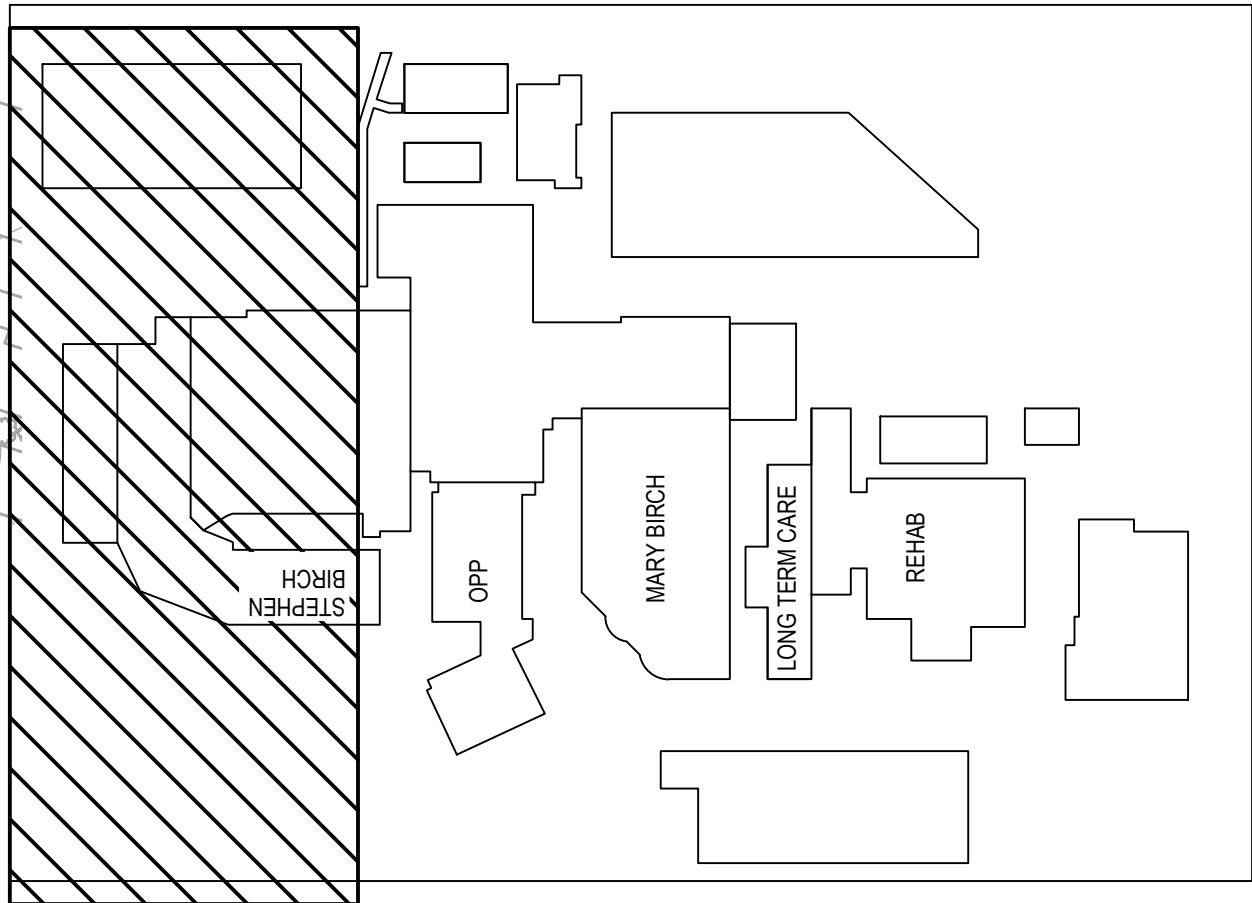 STEPHEN
BIRCH
OPP
MARY BIRCH
LONG TERM CARE
REHAB